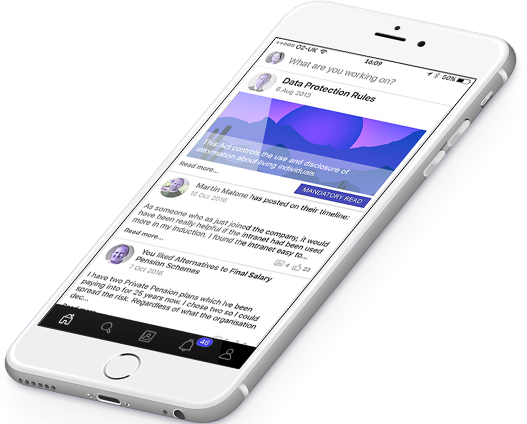 O2-UK 16:09 50%
What are you working on?
Data Protection Rules
6 Aug 2013
This Act controls the use and disclosure of
information about living individuals
Read more...
MANDATORY READ
Martin Malone has posted on their timeline:
10 Oct 2016
As someone who as just joined the company, it would
have been really helpful if the intranet had been used
more in my induction. I found the intranet easy to...
Read more...
4 23
You liked Alternatives to Final Salary
Pension Schemes
7 Oct 2016
I have two Private Pension plans which Ive been
paying into for 25 years now. I chose two so I could
spread the risk. Regardless of what the organisation
dec...
46